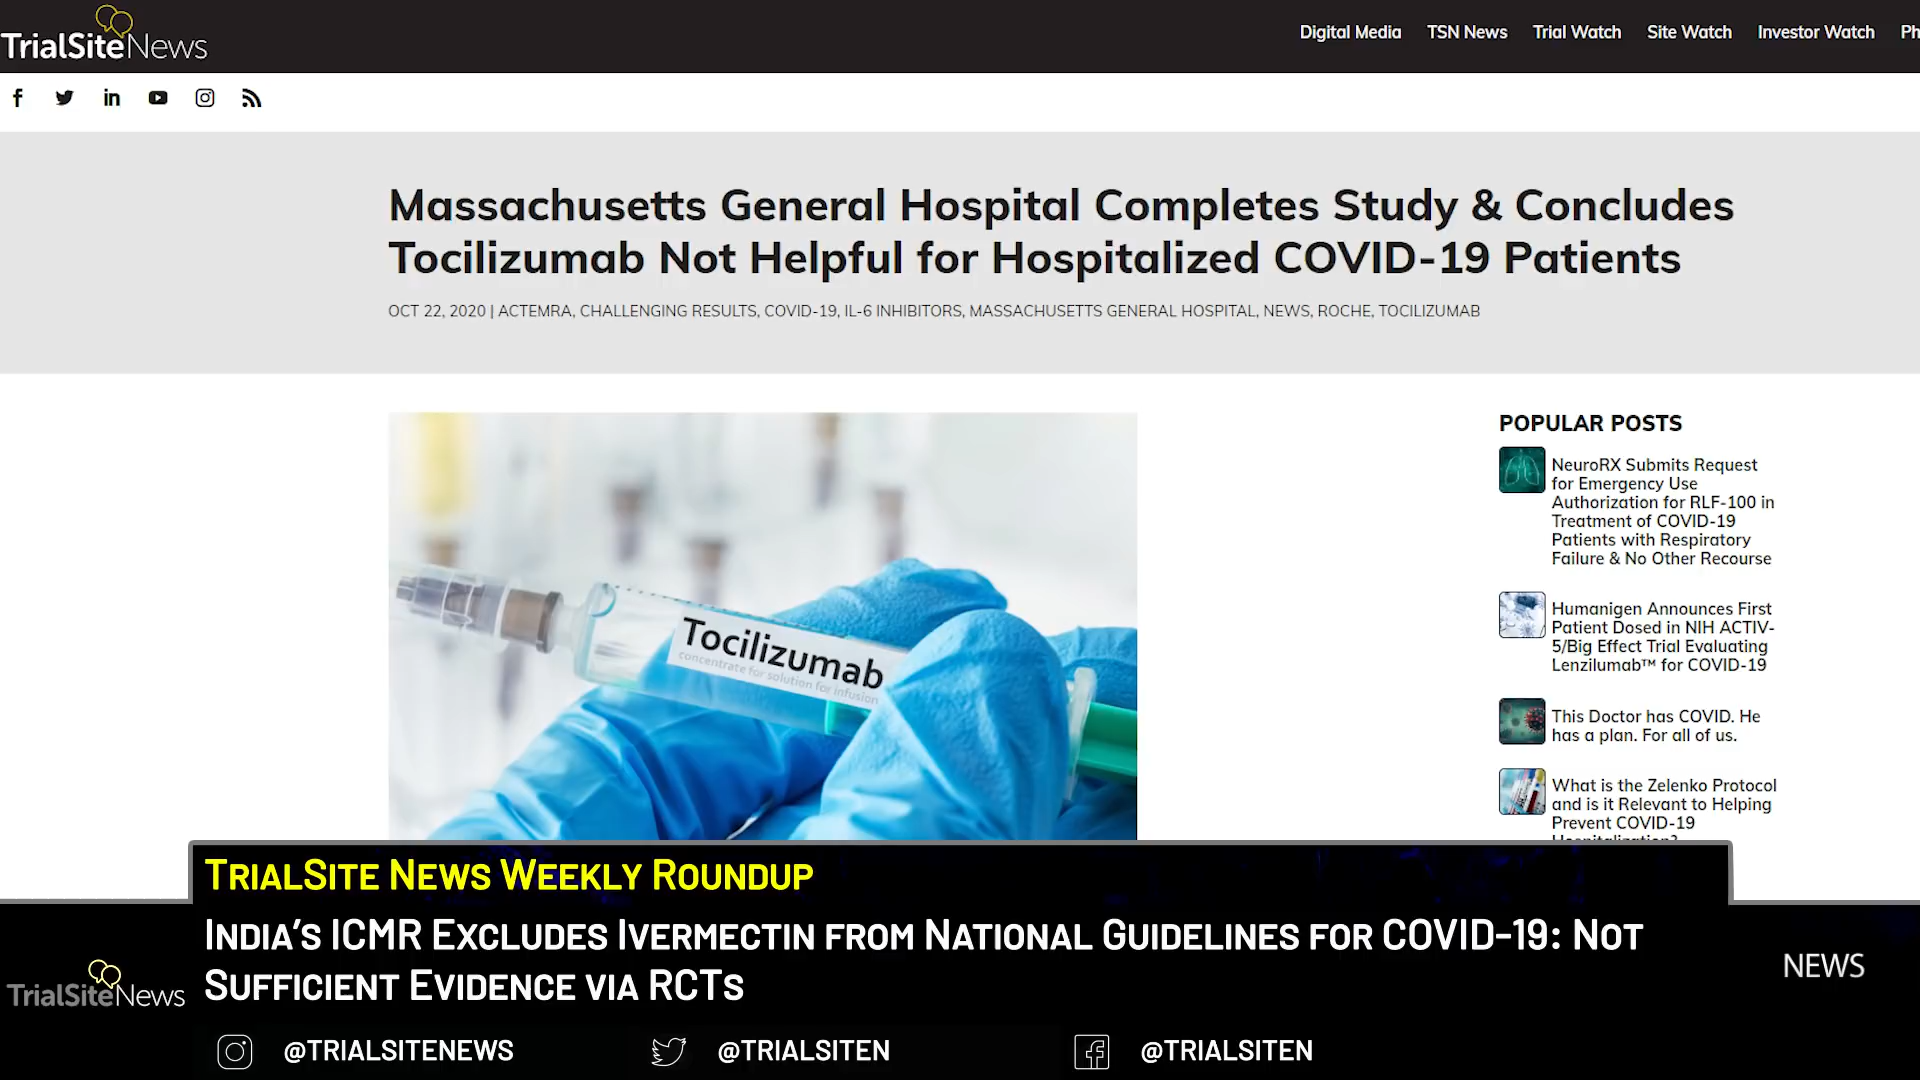 TrialSiteNews
Digital Media TSN News Trial Watch Site Watch Investor Watch Ph
Massachusetts General Hospital Completes Study & Concludes
Tocilizumab Not Helpful for Hospitalized COVID-19 Patients
OCT 22, 2020 | ACTEMRA, CHALLENGING RESULTS, COVID-19, IL-6 INHIBITORS, MASSACHUSETTS GENERAL HOSPITAL, NEWS, ROCHE, TOCILIZUMAB
Tocilizumab
concentrate for solution for infusion
POPULAR POSTS
NeuroRX Submits Request
for Emergency Use
Authorization for RLF-100 in
Treatment of COVID-19
Patients with Respiratory
Failure & No Other Recourse
Humanigen Announces First
Patient Dosed in NIH ACTIV-
5/Big Effect Trial Evaluating
Lenzilumab™ for COVID-19
This Doctor has COVID. He
has a plan. For all of us.
What is the Zelenko Protocol
and is it Relevant to Helping
Prevent COVID-19
Hospitalization?
TrialSite News Weekly Roundup
India's ICMR Excludes Ivermectin from National Guidelines for COVID-19: Not
Sufficient Evidence via RCTs
TrialSiteNews
NEWS
@TRIALSITENEWS @TRIALSITEN @TRIALSITEN